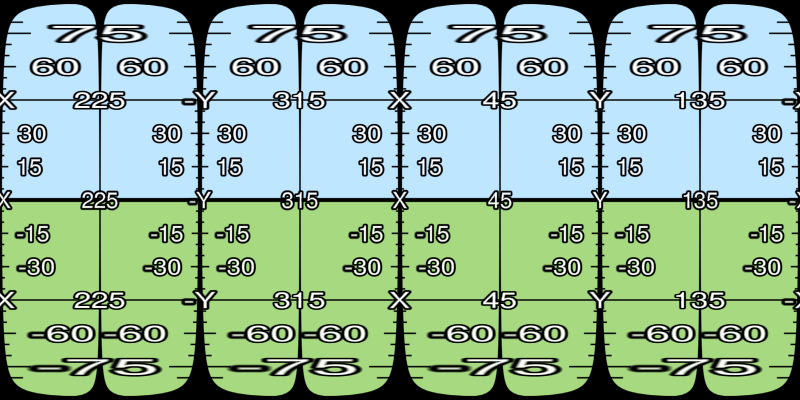 75 75 75 75
60 60 60 60 60 60 60 60
X 225 -Y 315 X 45 Y 135 -X
30 30 30 30 30 30 30 30
15 15 15 15 15 15 15 15
X 225 -Y 315 X 45 Y 135 -X
-15 -15 -15 -15 -15 -15 -15 -15
-30 -30 -30 -30 -30 -30 -30 -30
X 225 -Y 315 X 45 Y 135 -X
-60 -60 -60 -60 -60 -60 -60 -60
-75 -75 -75 -75